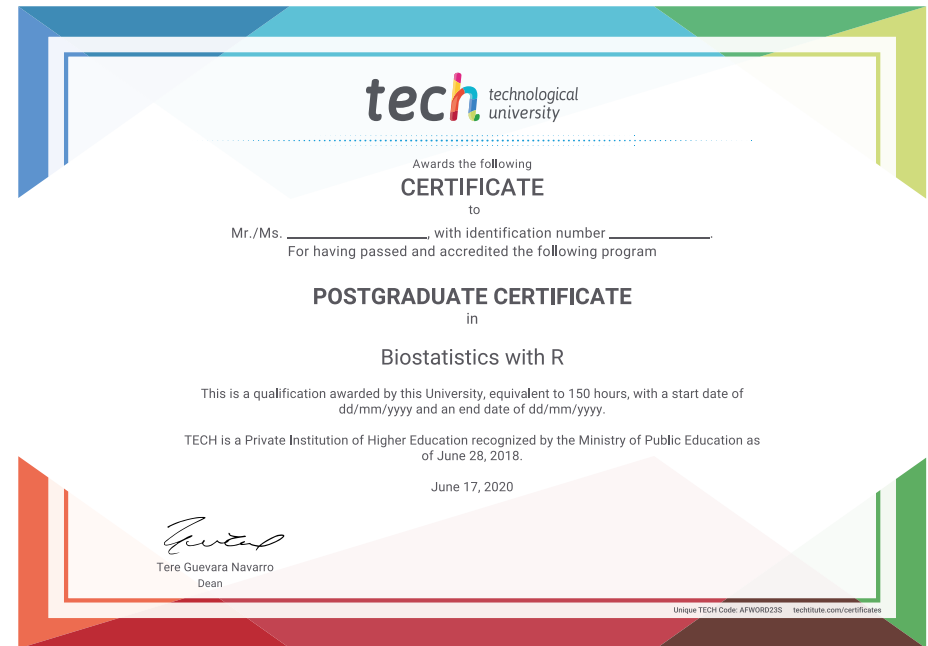 tech technological
university
Awards the following
CERTIFICATE
to
Mr./Ms. ____________________, with identification number ______________.
For having passed and accredited the following program
POSTGRADUATE CERTIFICATE
in
Biostatistics with R
This is a qualification awarded by this University, equivalent to 150 hours, with a start date of
dd/mm/yyyy and an end date of dd/mm/yyyy.
TECH is a Private Institution of Higher Education recognized by the Ministry of Public Education as
of June 28, 2018.
June 17, 2020
Tere Guevara Navarro
Dean
Unique TECH Code: AFWORD23S techtitute.com/certificates